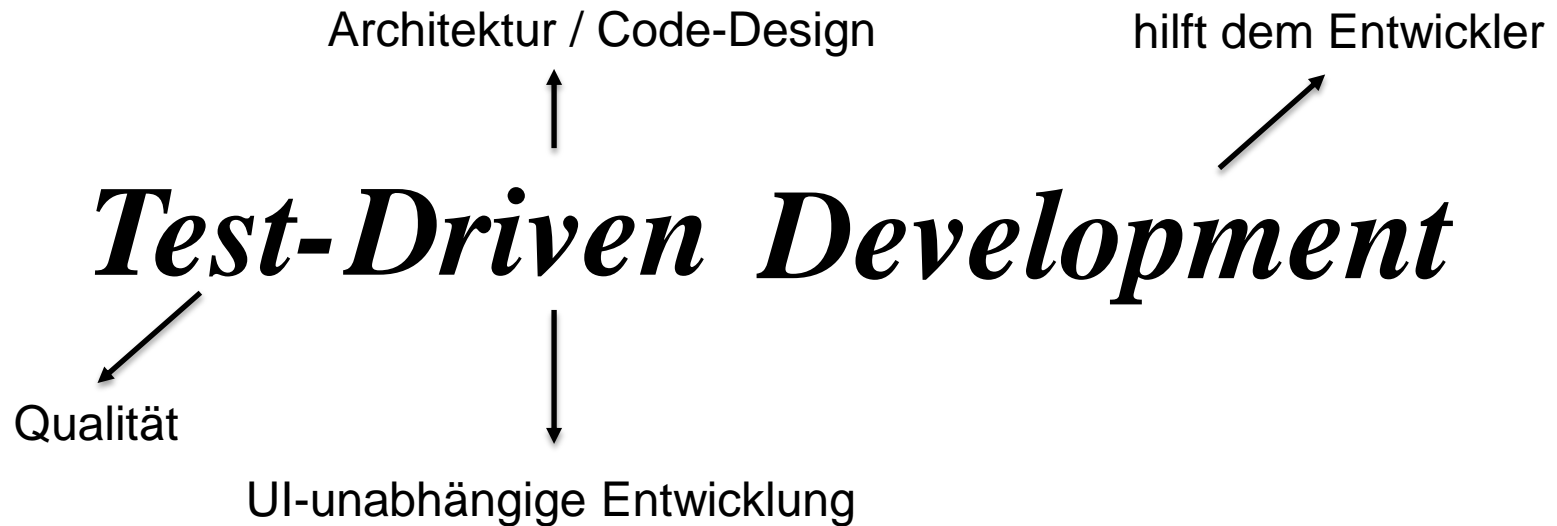 Architektur / Code-Design
hilft dem Entwickler
Test-Driven Development
Qualität
UI-unabhängige Entwicklung